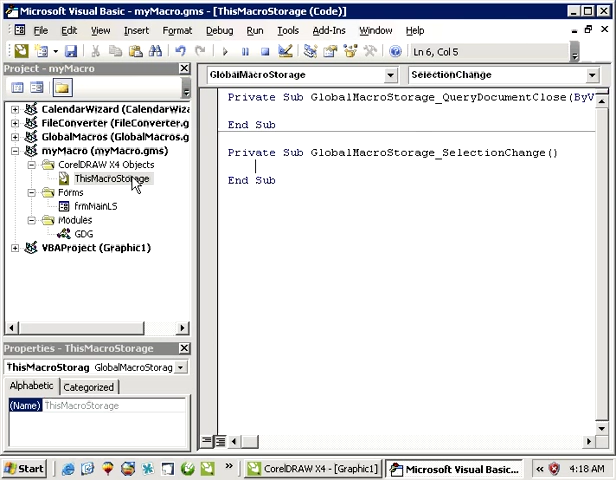 Microsoft Visual Basic - myMacro.gms - [ThisMacroStorage (Code)]
File Edit View Insert Format Debug Run Tools Add-Ins Window Help
Ln 6, Col 5
Project - myMacro
GlobalMacroStorage
SelectionChange
CalendarWizard (CalendarWiza
FileConverter (FileConverter.g
GlobalMacros (GlobalMacros.g
myMacro (myMacro.gms)
CorelDRAW X4 Objects
ThisMacroStorage
Forms
frmMainLS
Modules
GDG
VBAProject (Graphic1)
Private Sub GlobalMacroStorage_QueryDocumentClose(ByV
End Sub
Private Sub GlobalMacroStorage_SelectionChange()
End Sub
Properties - ThisMacroStorage
ThisMacroStorag GlobalMacroStorag
Alphabetic Categorized
(Name) ThisMacroStorage
Start
CorelDRAW X4 - [Graphic1]
Microsoft Visual Basic...
4:18 AM